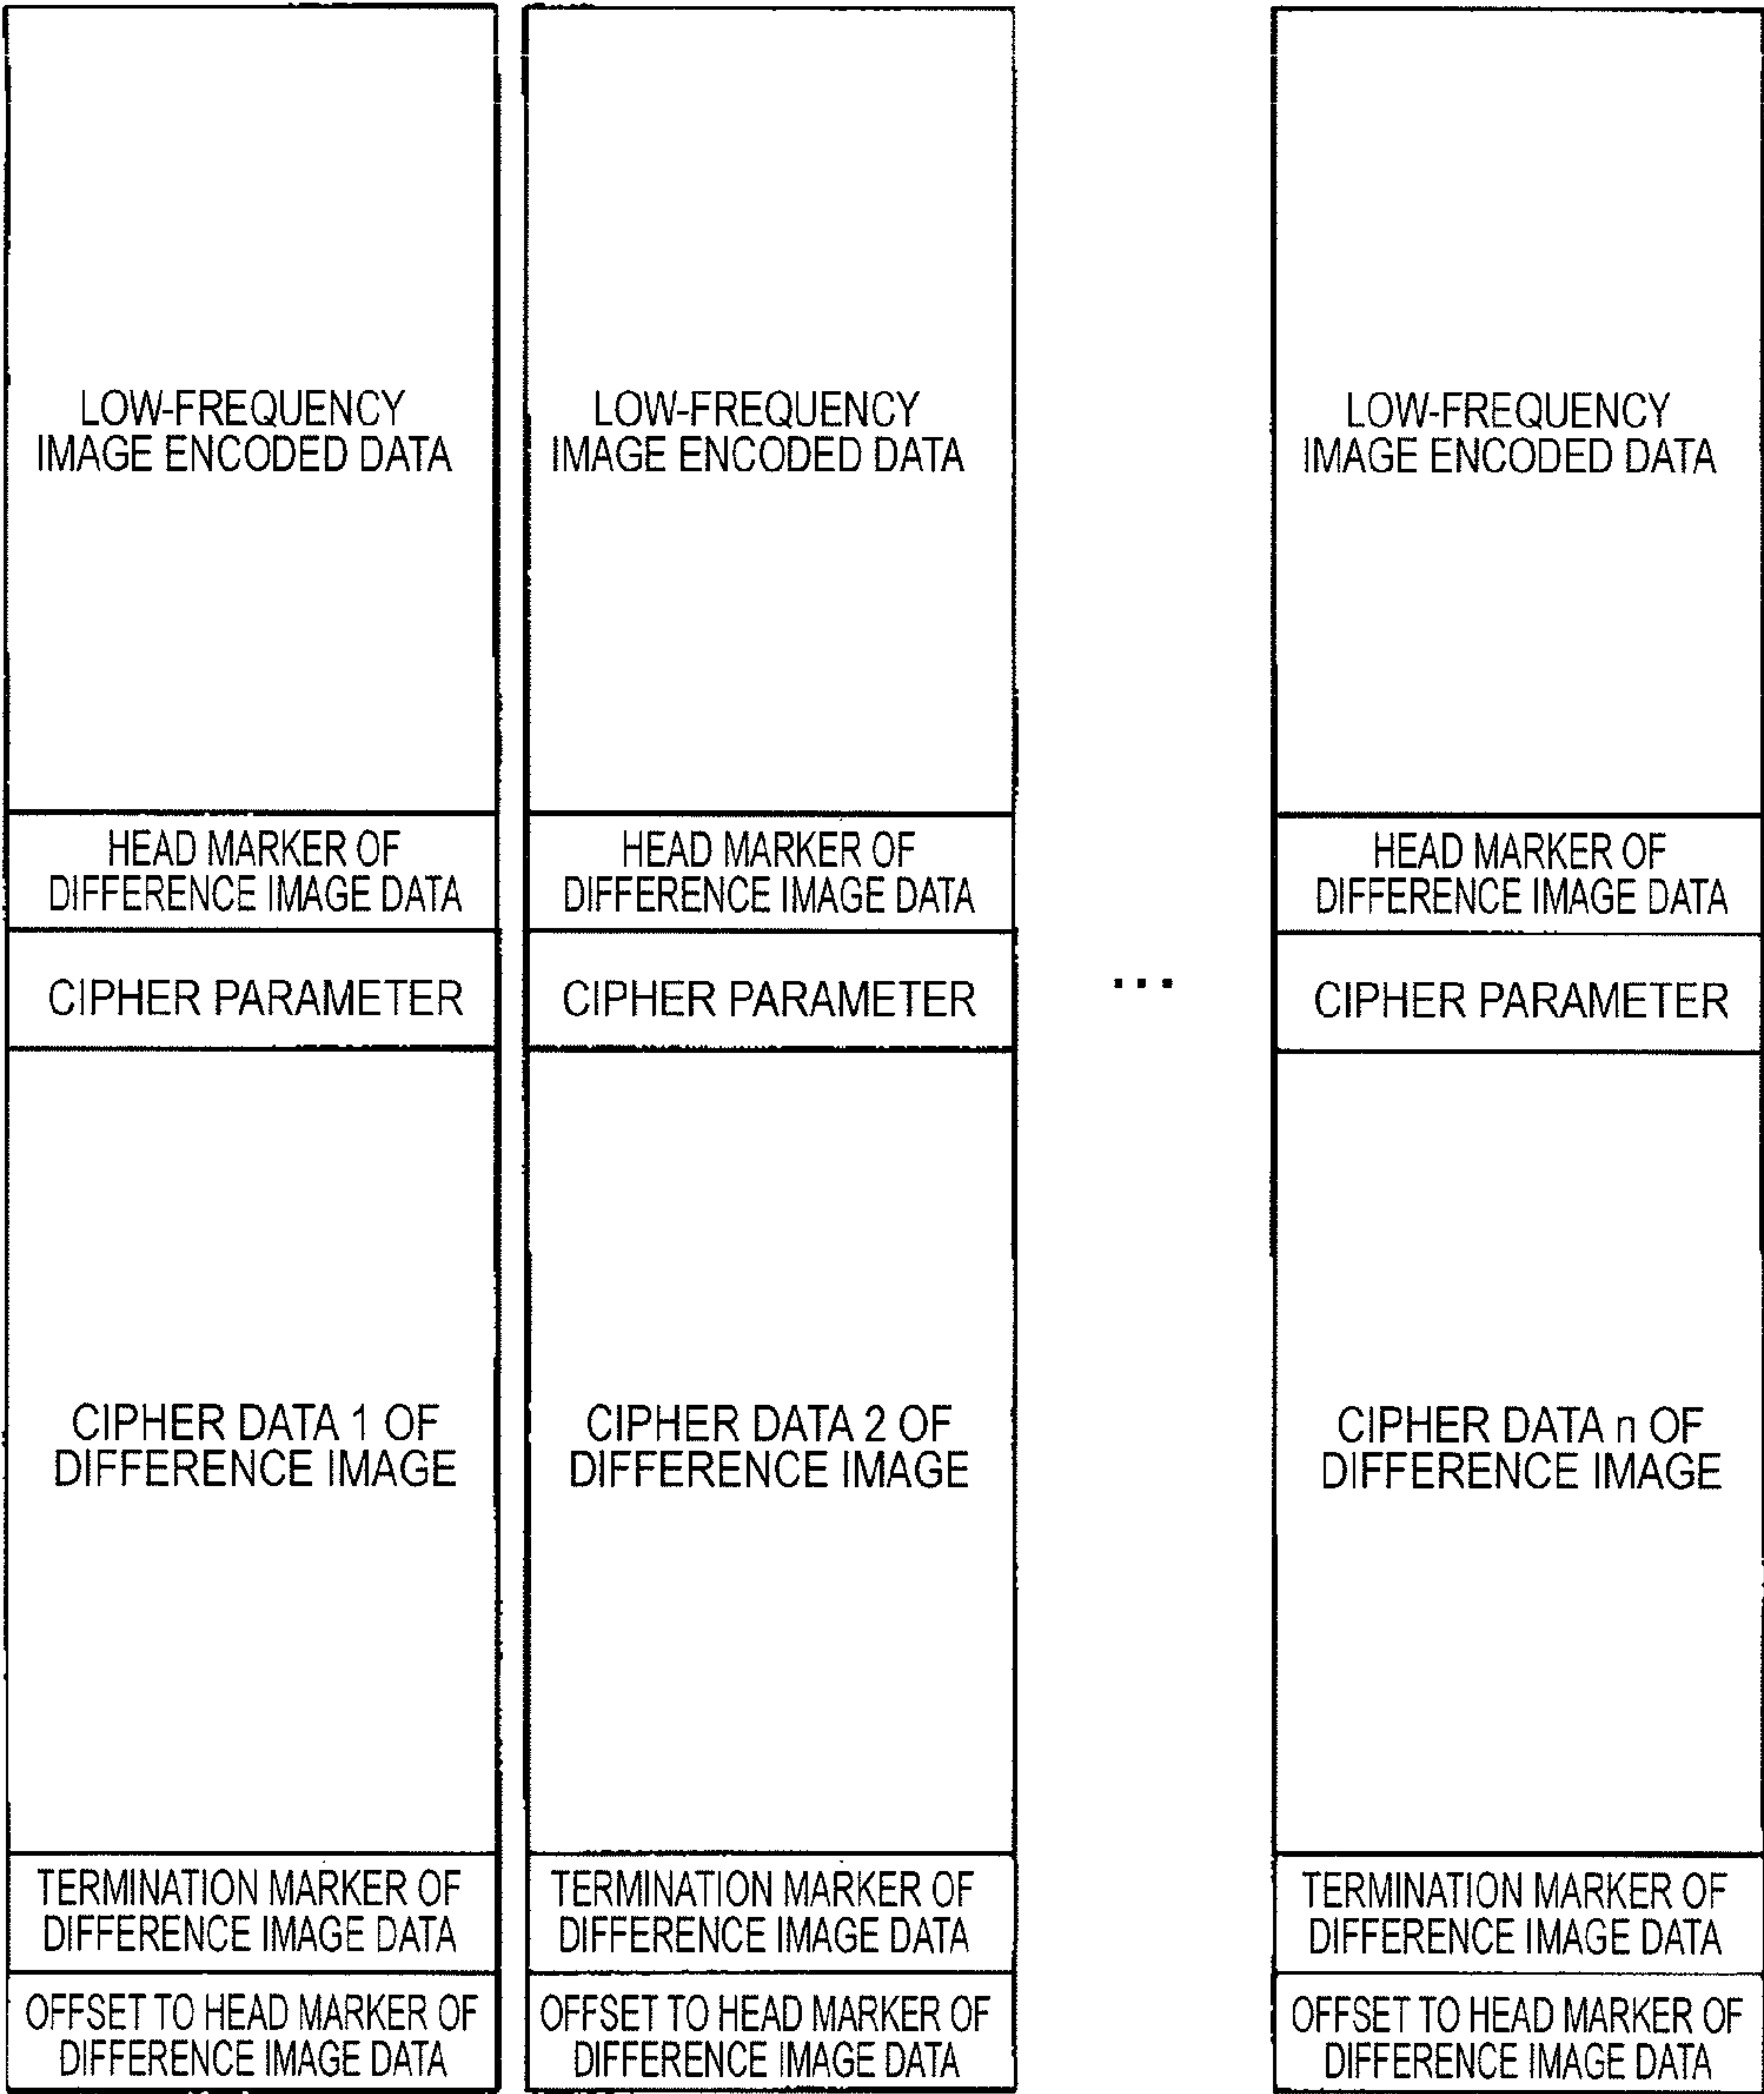 LOW-FREQUENCY
IMAGE ENCODED DATA
HEAD MARKER OF
DIFFERENCE IMAGE DATA
CIPHER PARAMETER
CIPHER DATA 1 OF
DIFFERENCE IMAGE
TERMINATION MARKER OF
DIFFERENCE IMAGE DATA
OFFSET TO HEAD MARKER OF
DIFFERENCE IMAGE DATA
LOW-FREQUENCY
IMAGE ENCODED DATA
HEAD MARKER OF
DIFFERENCE IMAGE DATA
CIPHER PARAMETER
CIPHER DATA 2 OF
DIFFERENCE IMAGE
TERMINATION MARKER OF
DIFFERENCE IMAGE DATA
OFFSET TO HEAD MARKER OF
DIFFERENCE IMAGE DATA
...
LOW-FREQUENCY
IMAGE ENCODED DATA
HEAD MARKER OF
DIFFERENCE IMAGE DATA
CIPHER PARAMETER
CIPHER DATA n OF
DIFFERENCE IMAGE
TERMINATION MARKER OF
DIFFERENCE IMAGE DATA
OFFSET TO HEAD MARKER OF
DIFFERENCE IMAGE DATA